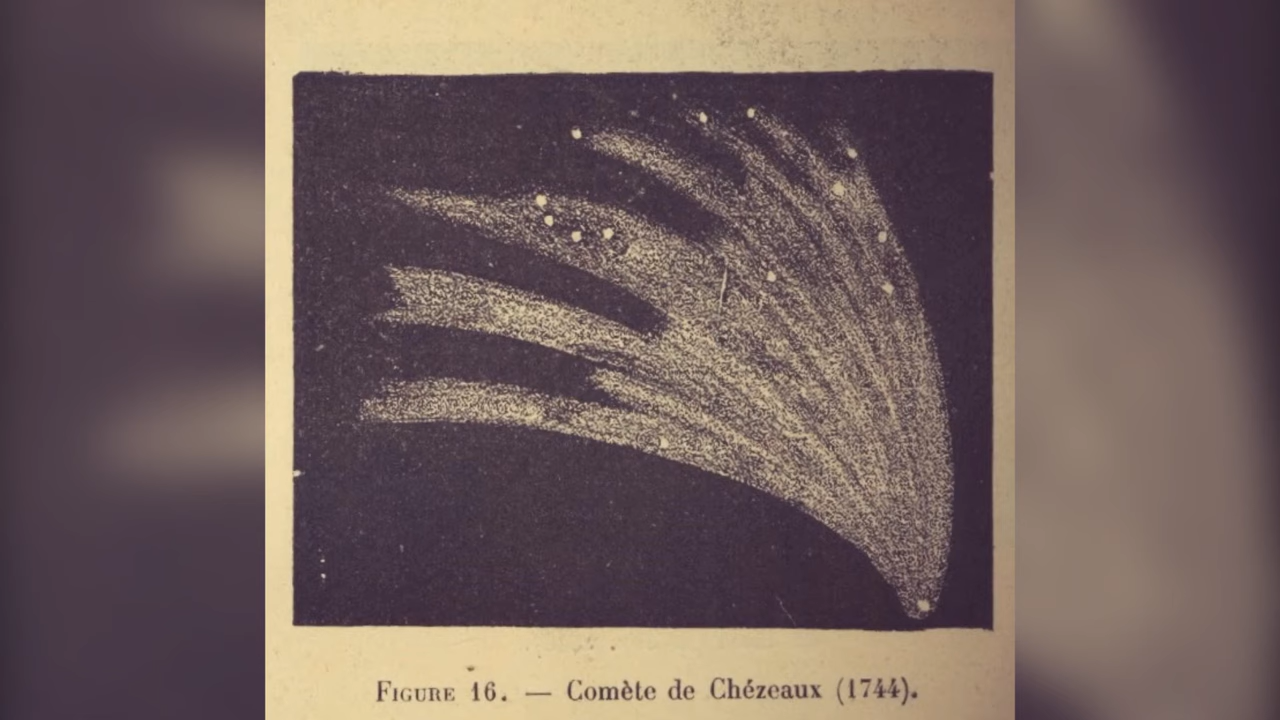 FIGURE 16. — Comète de Chézeaux (1744).